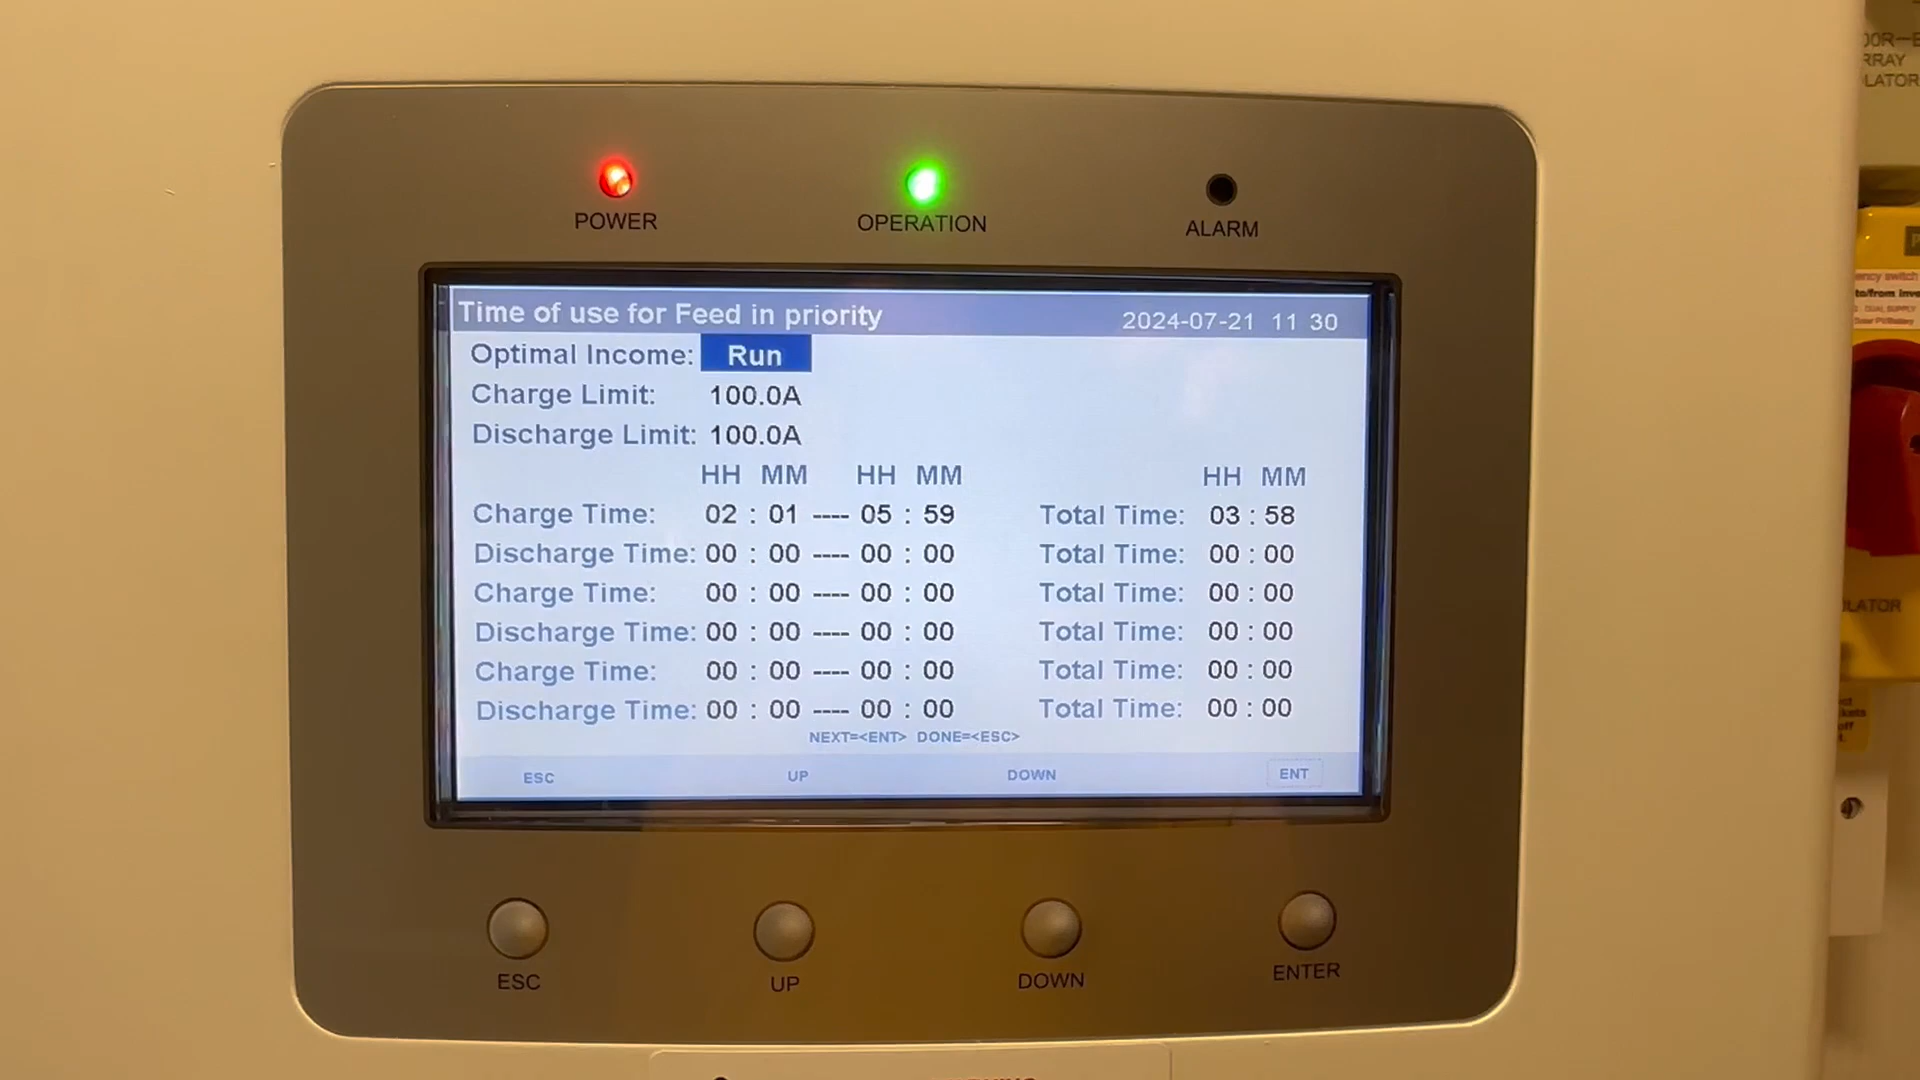 POWER OPERATION ALARM
Time of use for Feed in priority 2024-07-21 11 30
Optimal Income: Run
Charge Limit: 100.0A
Discharge Limit: 100.0A
HH MM HH MM HH MM
Charge Time: 02 : 01 ---- 05 : 59 Total Time: 03 : 58
Discharge Time: 00 : 00 ---- 00 : 00 Total Time: 00 : 00
Charge Time: 00 : 00 ---- 00 : 00 Total Time: 00 : 00
Discharge Time: 00 : 00 ---- 00 : 00 Total Time: 00 : 00
Charge Time: 00 : 00 ---- 00 : 00 Total Time: 00 : 00
Discharge Time: 00 : 00 ---- 00 : 00 Total Time: 00 : 00
NEXT=<ENT> DONE=<ESC>
ESC UP DOWN ENT
ESC UP DOWN ENTER
switch
to/from
DUAL SUPPLY